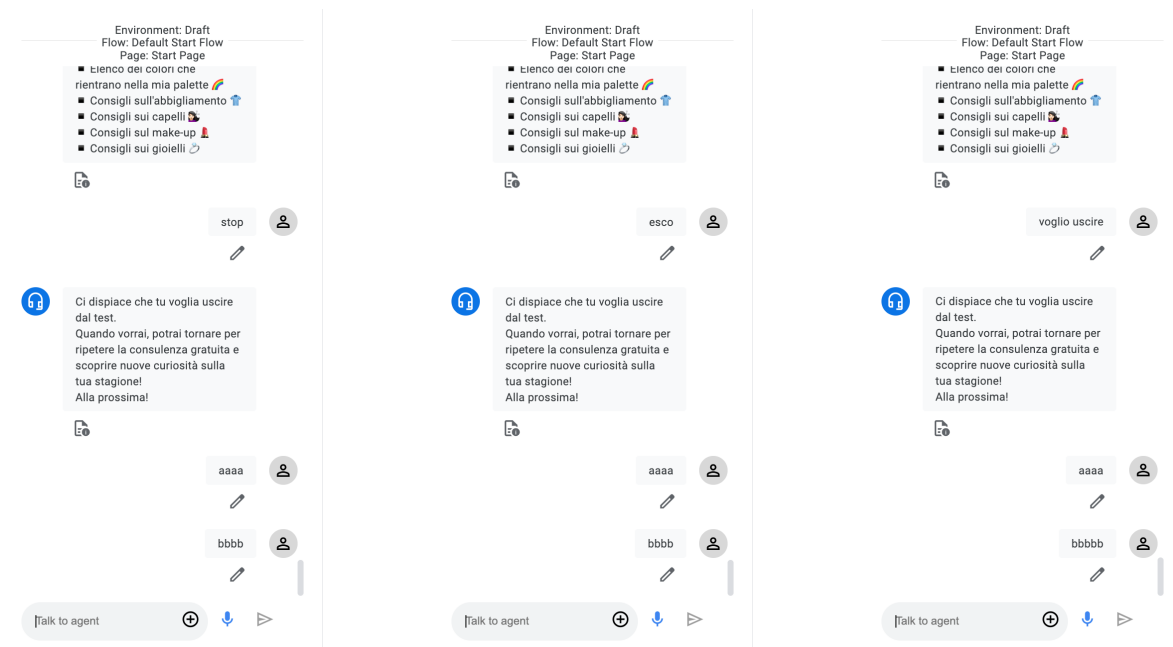 Environment: Draft
Flow: Default Start Flow
Page: Start Page
Elenco dei colori che
rientrano nella mia palette 🌈
▪ Consigli sull'abbigliamento 👕
▪ Consigli sui capelli 💇🏻‍♀️
▪ Consigli sul make-up 💄
▪ Consigli sui gioielli 💍
stop
Ci dispiace che tu voglia uscire
dal test.
Quando vorrai, potrai tornare per
ripetere la consulenza gratuita e
scoprire nuove curiosità sulla
tua stagione!
Alla prossima!
aaaa
bbbb
Talk to agent
Environment: Draft
Flow: Default Start Flow
Page: Start Page
Elenco dei colori che
rientrano nella mia palette 🌈
▪ Consigli sull'abbigliamento 👕
▪ Consigli sui capelli 💇🏻‍♀️
▪ Consigli sul make-up 💄
▪ Consigli sui gioielli 💍
esco
Ci dispiace che tu voglia uscire
dal test.
Quando vorrai, potrai tornare per
ripetere la consulenza gratuita e
scoprire nuove curiosità sulla
tua stagione!
Alla prossima!
aaaa
bbbb
Talk to agent
Environment: Draft
Flow: Default Start Flow
Page: Start Page
Elenco dei colori che
rientrano nella mia palette 🌈
▪ Consigli sull'abbigliamento 👕
▪ Consigli sui capelli 💇🏻‍♀️
▪ Consigli sul make-up 💄
▪ Consigli sui gioielli 💍
voglio uscire
Ci dispiace che tu voglia uscire
dal test.
Quando vorrai, potrai tornare per
ripetere la consulenza gratuita e
scoprire nuove curiosità sulla
tua stagione!
Alla prossima!
aaaa
bbbbb
Talk to agent